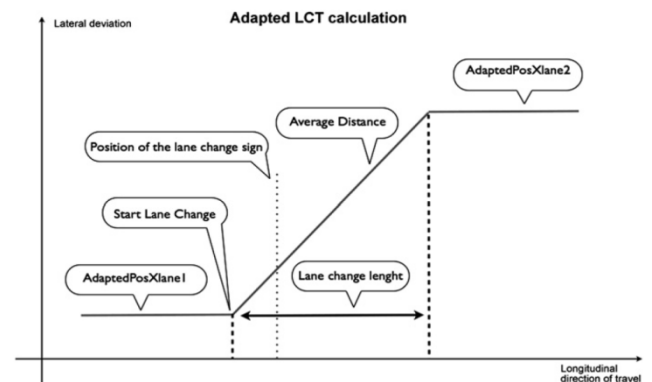 Adapted LCT calculation
Lateral deviation
AdaptedPosXlane2
Average Distance
Position of the lane change sign
Start Lane Change
AdaptedPosXlane1
Lane change lenght
Longitudinal
direction of travel